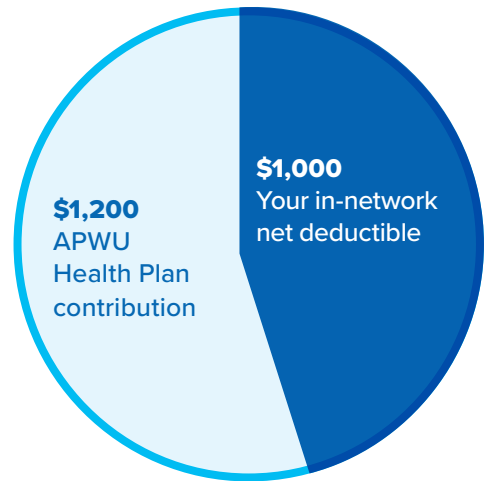 $1,000
Your in-network
net deductible
$1,200
APWU
Health Plan
contribution